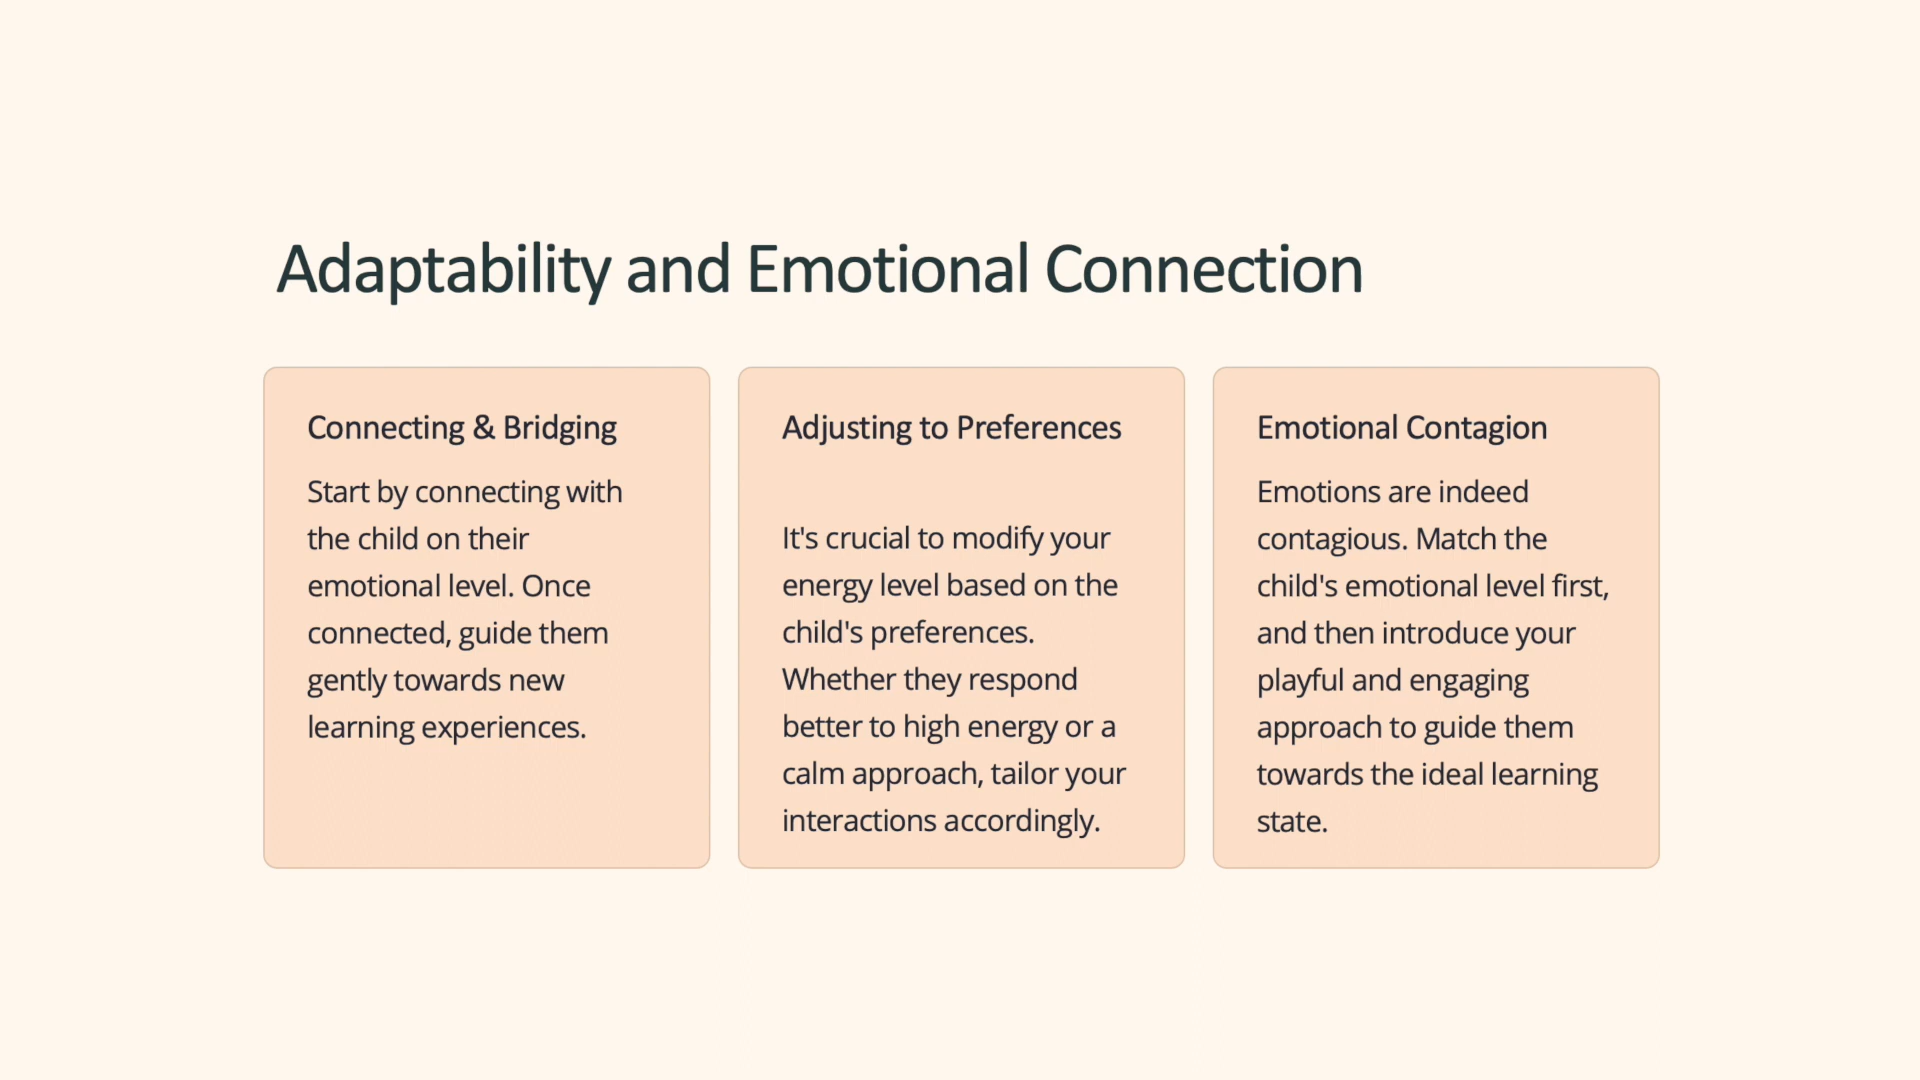 Adaptability and Emotional Connection
Connecting & Bridging
Start by connecting with
the child on their
emotional level. Once
connected, guide them
gently towards new
learning experiences.
Adjusting to Preferences
It's crucial to modify your
energy level based on the
child's preferences.
Whether they respond
better to high energy or a
calm approach, tailor your
interactions accordingly.
Emotional Contagion
Emotions are indeed
contagious. Match the
child's emotional level first,
and then introduce your
playful and engaging
approach to guide them
towards the ideal learning
state.